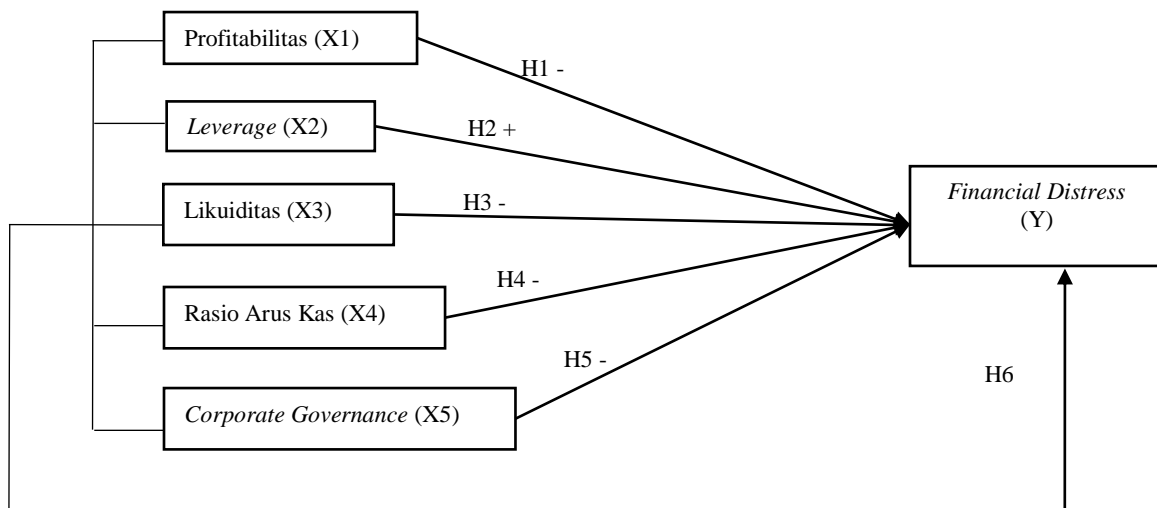 Profitabilitas (X1)
H1 -
Leverage (X2)
H2 +
Financial Distress
(Y)
Likuiditas (X3)
H3 -
H4 -
Rasio Arus Kas (X4)
H5 -
H6
Corporate Governance (X5)